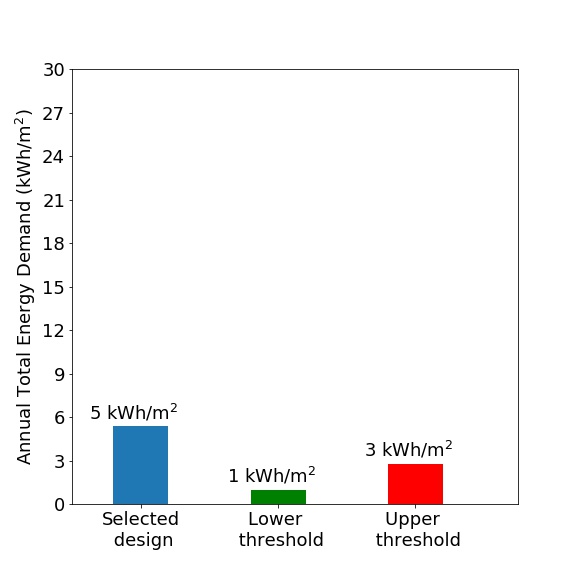 Annual Total Energy Demand (kWh/m²)
30
27
24
21
18
15
12
9
6
3
0
5 kWh/m²
1 kWh/m²
3 kWh/m²
Selected
design
Lower
threshold
Upper
threshold